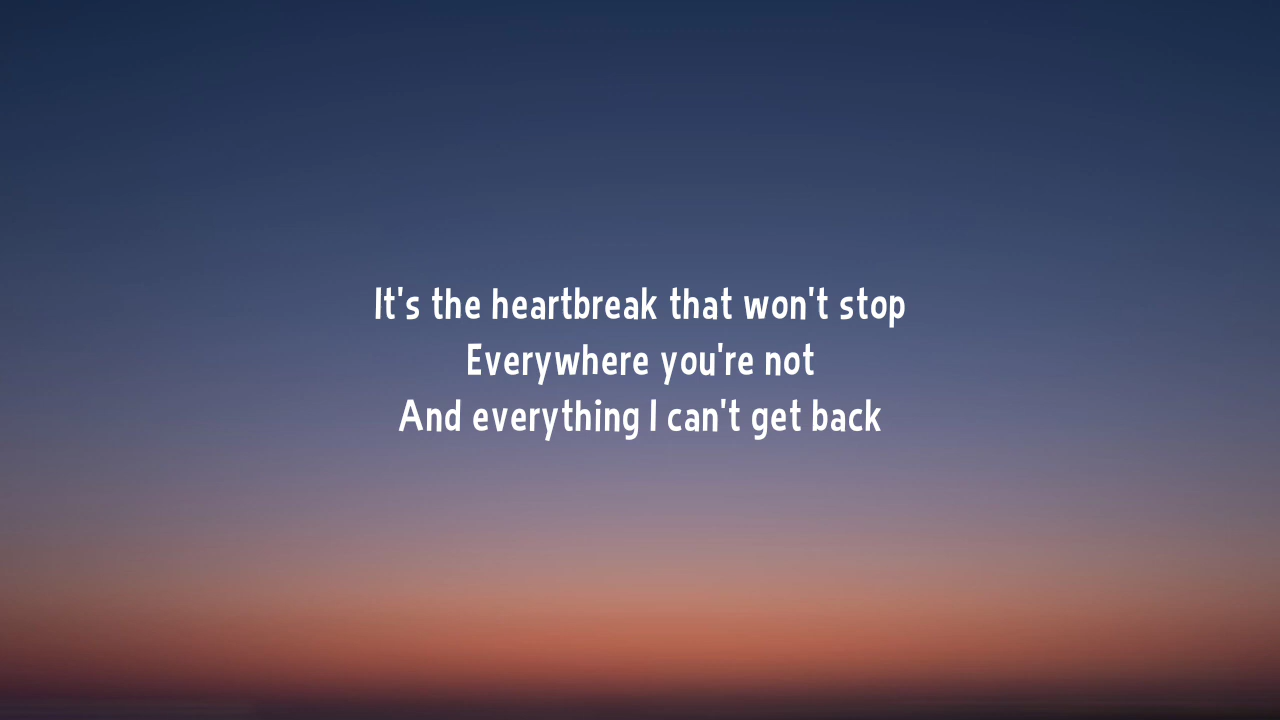 It's the heartbreak that won't stop
Everywhere you're not
And everything I can't get back